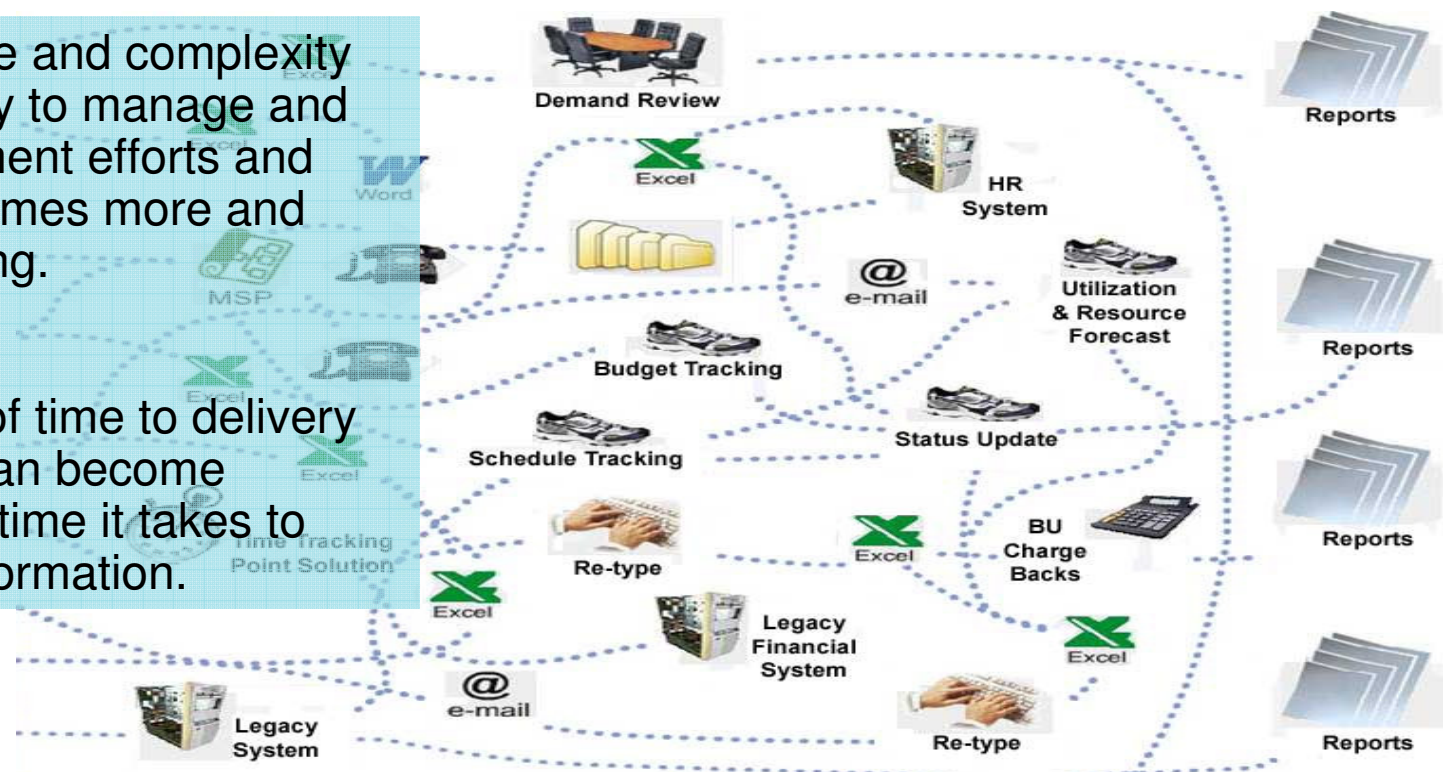 e and complexity
y to manage and
ment efforts and
mes more and
ng.
of time to delivery
an become
time it takes to
ormation.
Excel
Excel
Word
MSP
Excel
Excel
Time Tracking
Point Solution
Demand Review
Reports
Excel
HR
System
@
e-mail
Utilization
& Resource
Forecast
Reports
Budget Tracking
Status Update
Schedule Tracking
Re-type
Excel
BU
Charge
Backs
Reports
Excel
Legacy
Financial
System
Excel
@
e-mail
Legacy
System
Re-type
Reports